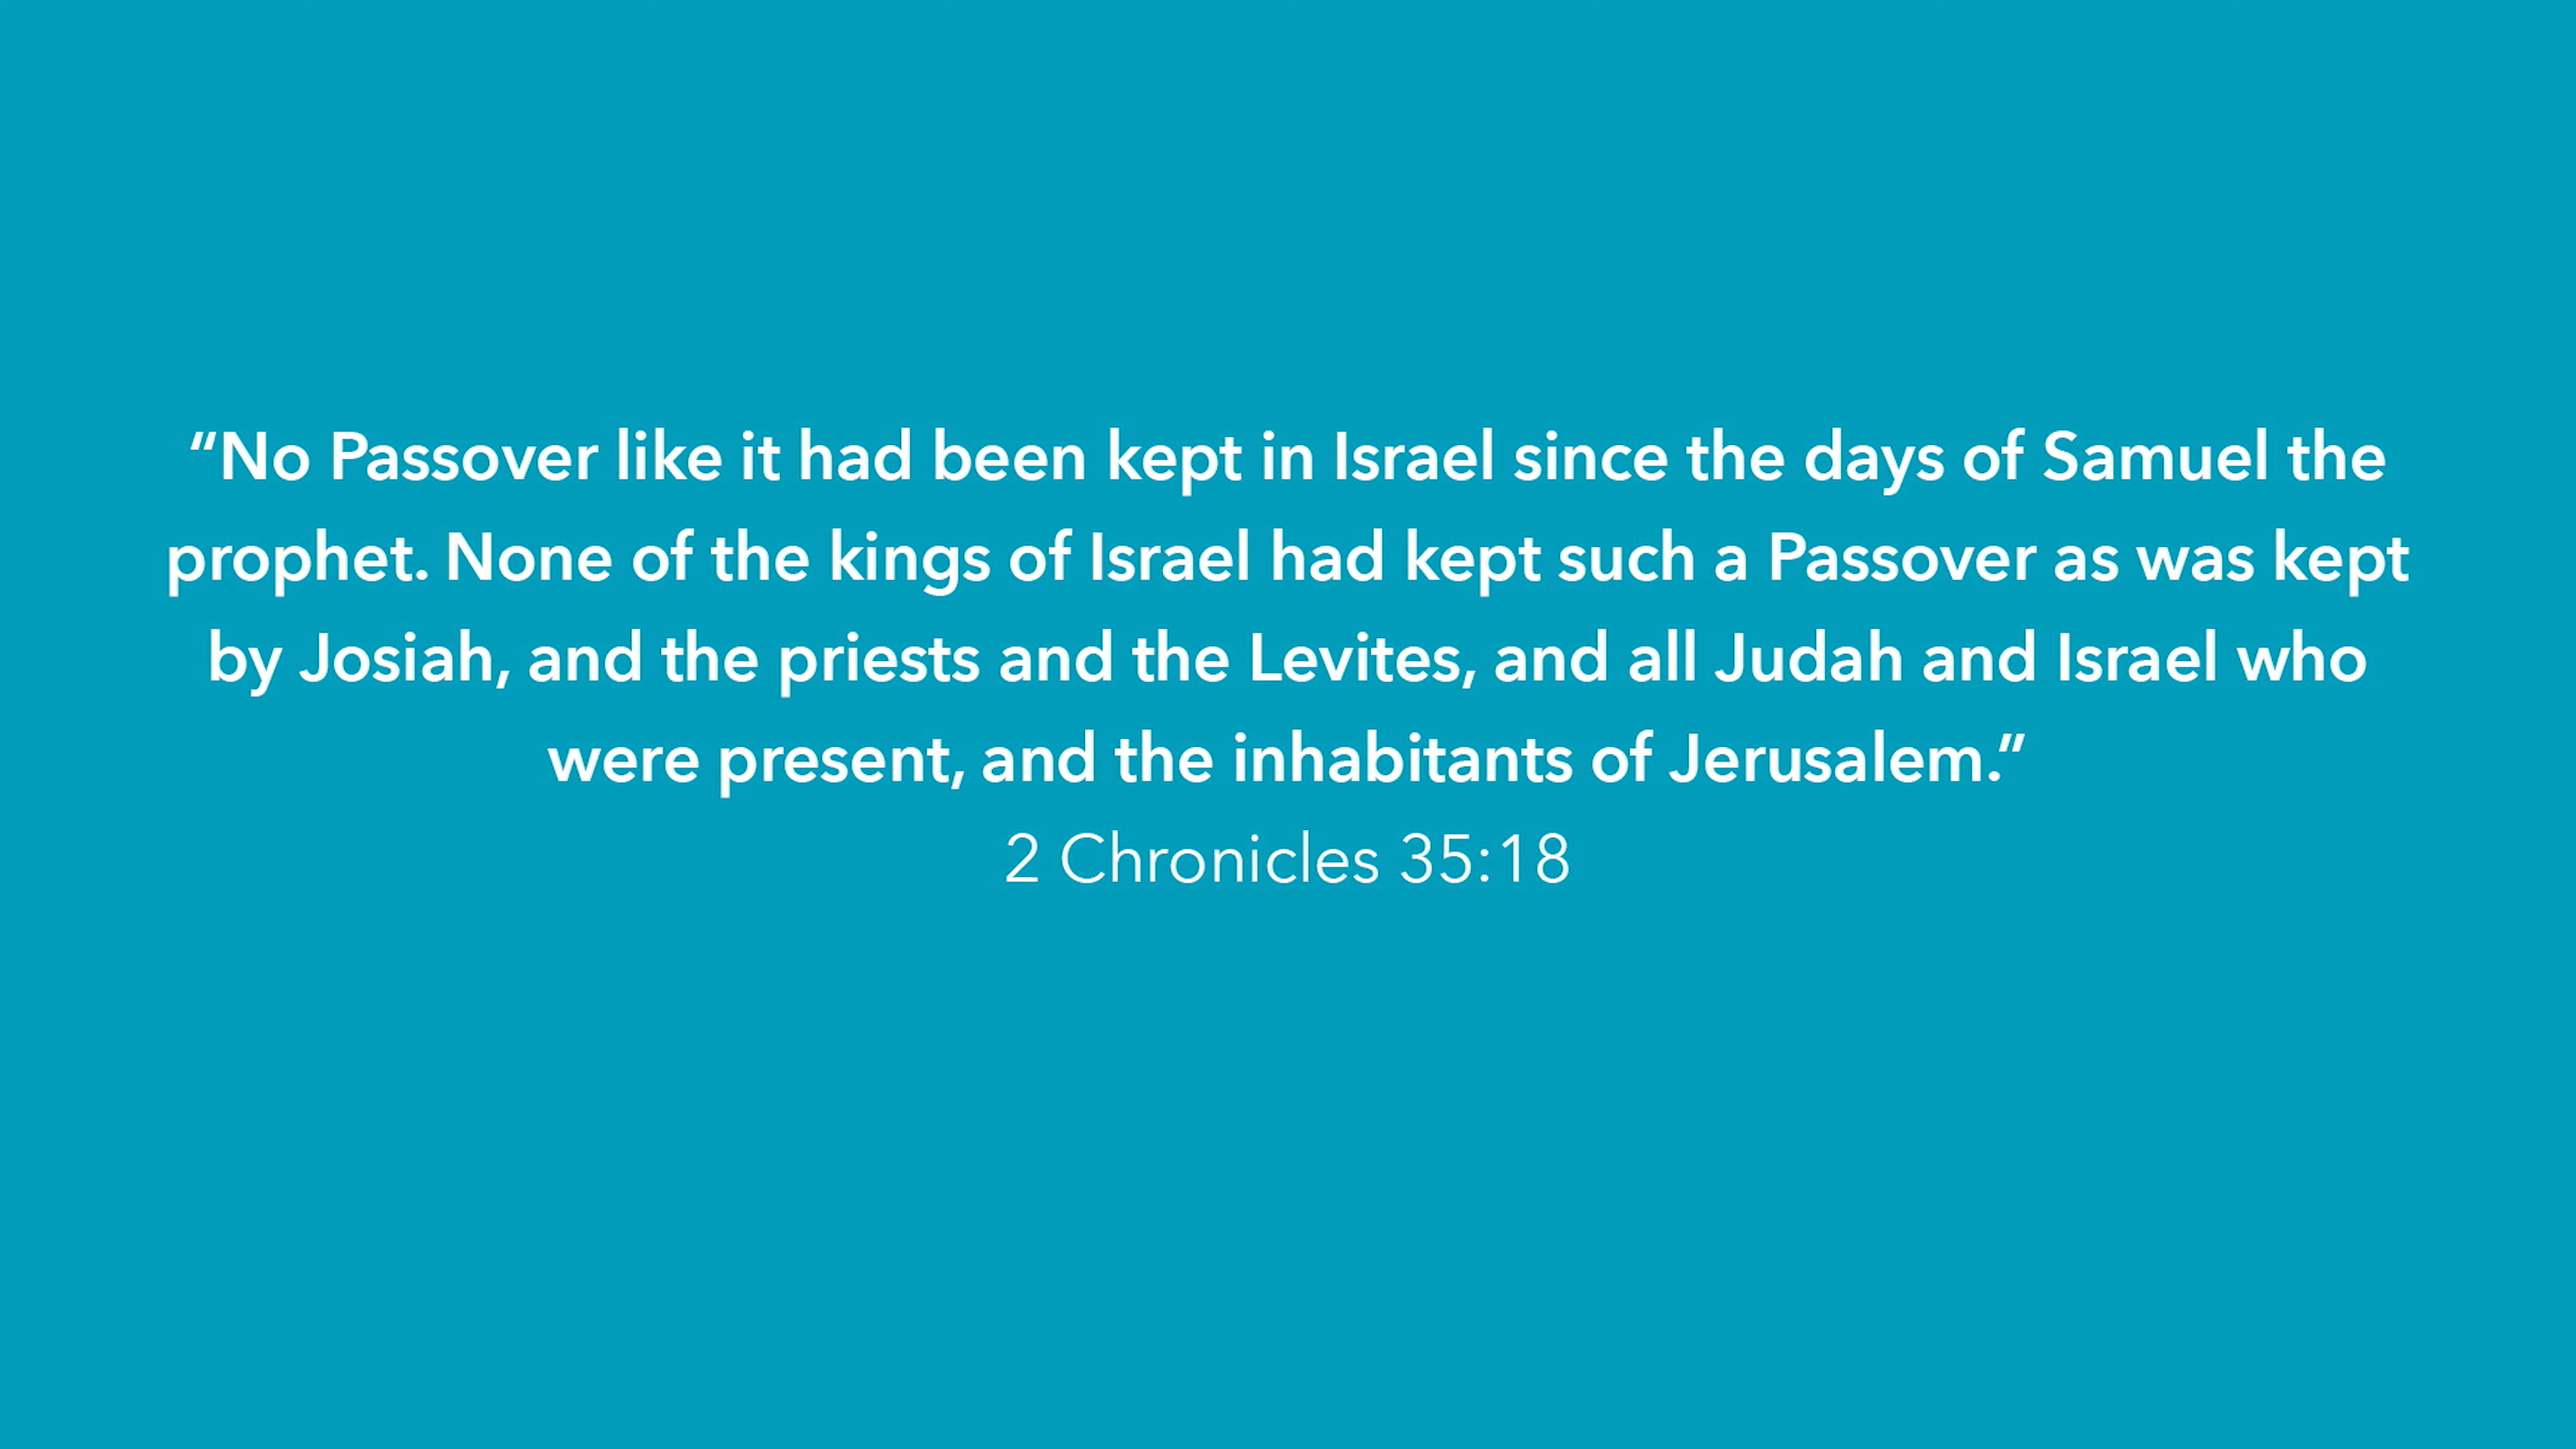 “No Passover like it had been kept in Israel since the days of Samuel the
prophet. None of the kings of Israel had kept such a Passover as was kept
by Josiah, and the priests and the Levites, and all Judah and Israel who
were present, and the inhabitants of Jerusalem.”
2 Chronicles 35:18